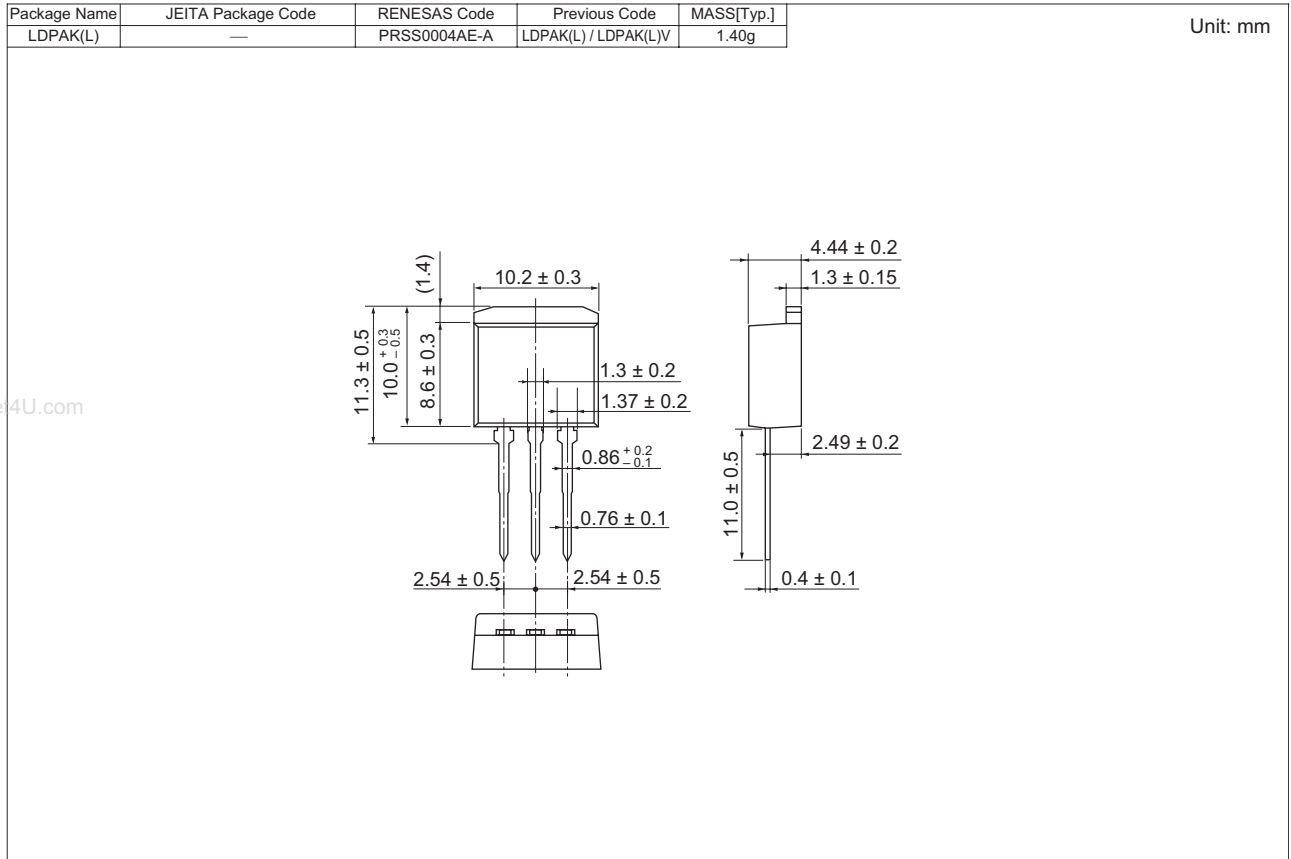 Package Name JEITA Package Code RENESAS Code Previous Code MASS[Typ.]
LDPAK(L) — PRSS0004AE-A LDPAK(L) / LDPAK(L)V 1.40g
Unit: mm
4.44 ± 0.2
(1.4)
10.2 ± 0.3
1.3 ± 0.15
11.3 ± 0.5
10.0 + 0.3 – 0.5
8.6 ± 0.3
1.3 ± 0.2
1.37 ± 0.2
4U.com
2.49 ± 0.2
0.86 + 0.2 – 0.1
11.0 ± 0.5
0.76 ± 0.1
2.54 ± 0.5 2.54 ± 0.5
0.4 ± 0.1